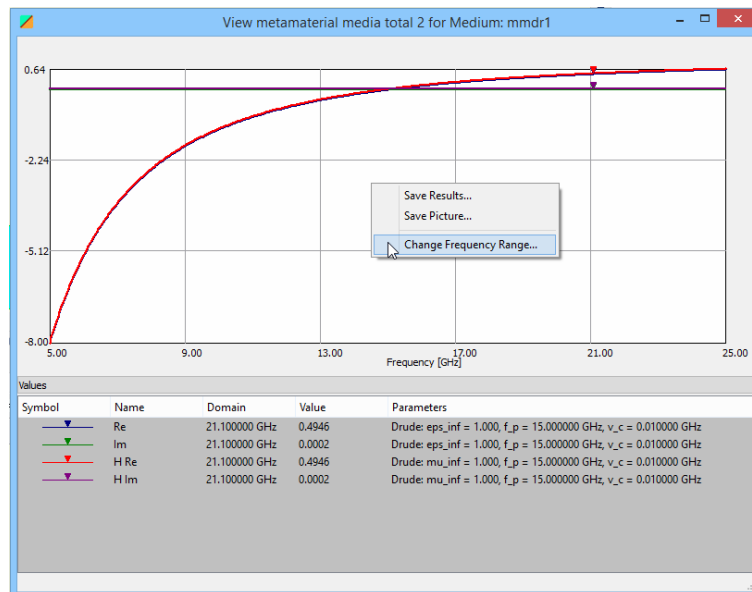 View metamaterial media total 2 for Medium: mmdr1
0.64
-2.24
-5.12
-8.00
Save Results...
Save Picture...
Change Frequency Range...
5.00 9.00 13.00 17.00 21.00 25.00
Frequency [GHz]
Values
Symbol Name Domain Value Parameters
Re 21.100000 GHz 0.4946 Drude: eps_inf = 1.000, f_p = 15.000000 GHz, v_c = 0.010000 GHz
Im 21.100000 GHz 0.0002 Drude: eps_inf = 1.000, f_p = 15.000000 GHz, v_c = 0.010000 GHz
H Re 21.100000 GHz 0.4946 Drude: mu_inf = 1.000, f_p = 15.000000 GHz, v_c = 0.010000 GHz
H Im 21.100000 GHz 0.0002 Drude: mu_inf = 1.000, f_p = 15.000000 GHz, v_c = 0.010000 GHz